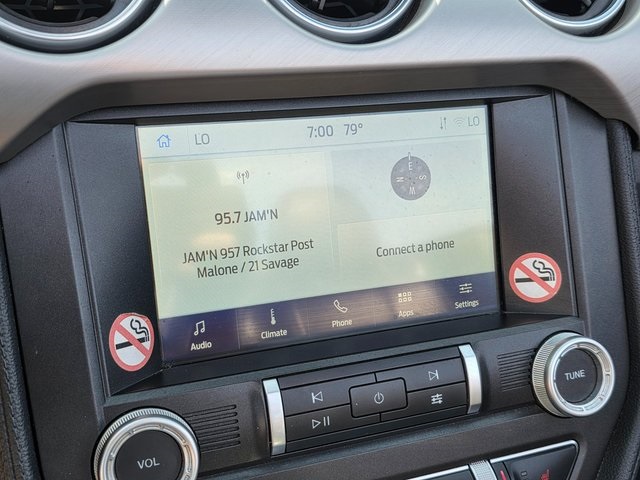 LO 7:00 79° LO
95.7 JAM'N
JAM'N 957 Rockstar Post
Malone / 21 Savage
E
N S
W
Connect a phone
Audio Climate Phone Apps Settings
VOL
TUNE